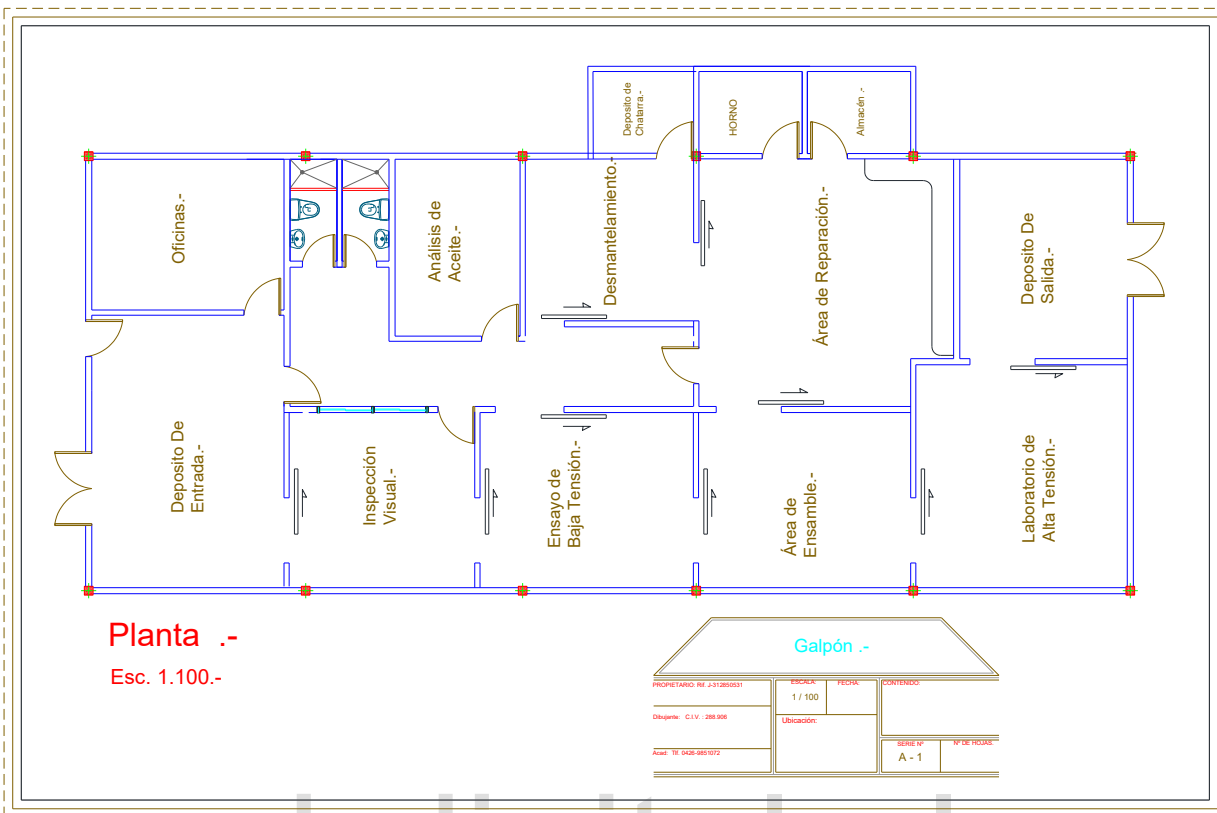 Deposito de
Chatarra.-
HORNO
Almacén .-
Oficinas.-
Análisis de
Aceite.-
Desmantelamiento.-
Área de Reparación.-
Deposito De
Salida.-
Deposito De
Entrada.-
Inspección
Visual.-
Ensayo de
Baja Tensión.-
Área de
Ensamble.-
Laboratorio de
Alta Tensión.-
Planta .-
Esc. 1.100.-
Galpón .-
PROPIETARIO: Rif. J-312650531
ESCALA:
FECHA:
CONTENIDO:
1 / 100
Dibujante: C.I.V. : 288.906
Ubicación:
Acad: Tlf. 0426-9851072
SERIE Nº
Nº DE HOJAS:
A - 1